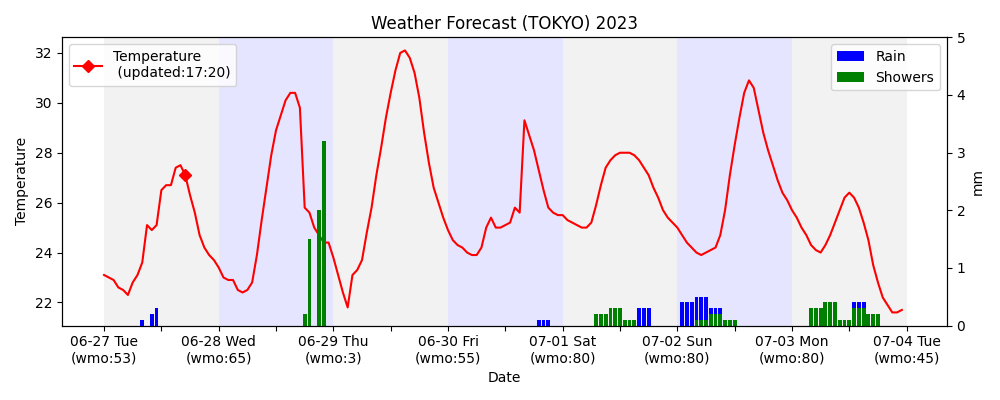 Weather Forecast (TOKYO) 2023
Temperature
(updated:17:20)
Rain
Showers
Temperature
32
30
28
26
24
22
5
4
3
2
1
0
mm
06-27 Tue
(wmo:53)
06-28 Wed
(wmo:65)
06-29 Thu
(wmo:3)
06-30 Fri
(wmo:55)
07-01 Sat
(wmo:80)
07-02 Sun
(wmo:80)
07-03 Mon
(wmo:80)
07-04 Tue
(wmo:45)
Date